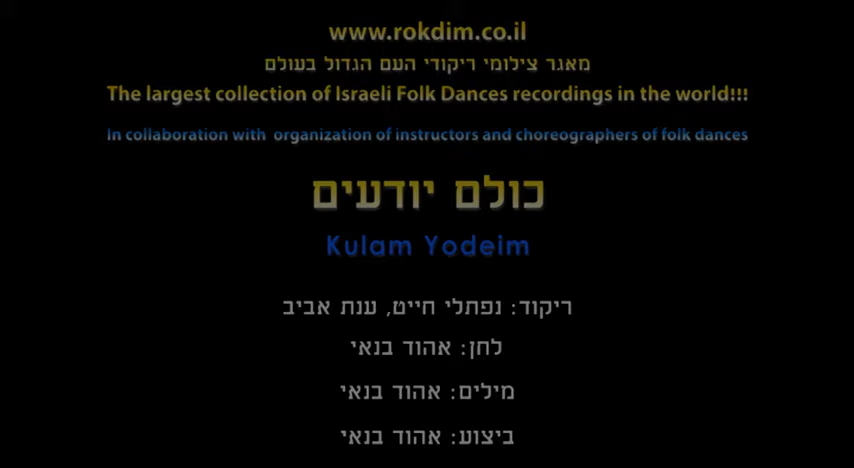 www.rokdim.co.il
מאגר צילומי ריקודי העם הגדול בעולם
The largest collection of Israeli Folk Dances recordings in the world!!!
In collaboration with organization of instructors and choreographers of folk dances
כולם יודעים
Kulam Yodeim
ריקוד: נפתלי חייט, ענת אביב
לחן: אהוד בנאי
מילים: אהוד בנאי
ביצוע: אהוד בנאי